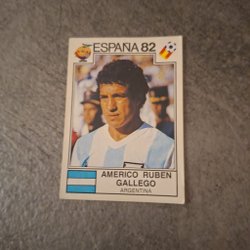 ESPAÑA 82
AMERICO RUBEN
GALLEGO
ARGENTINA